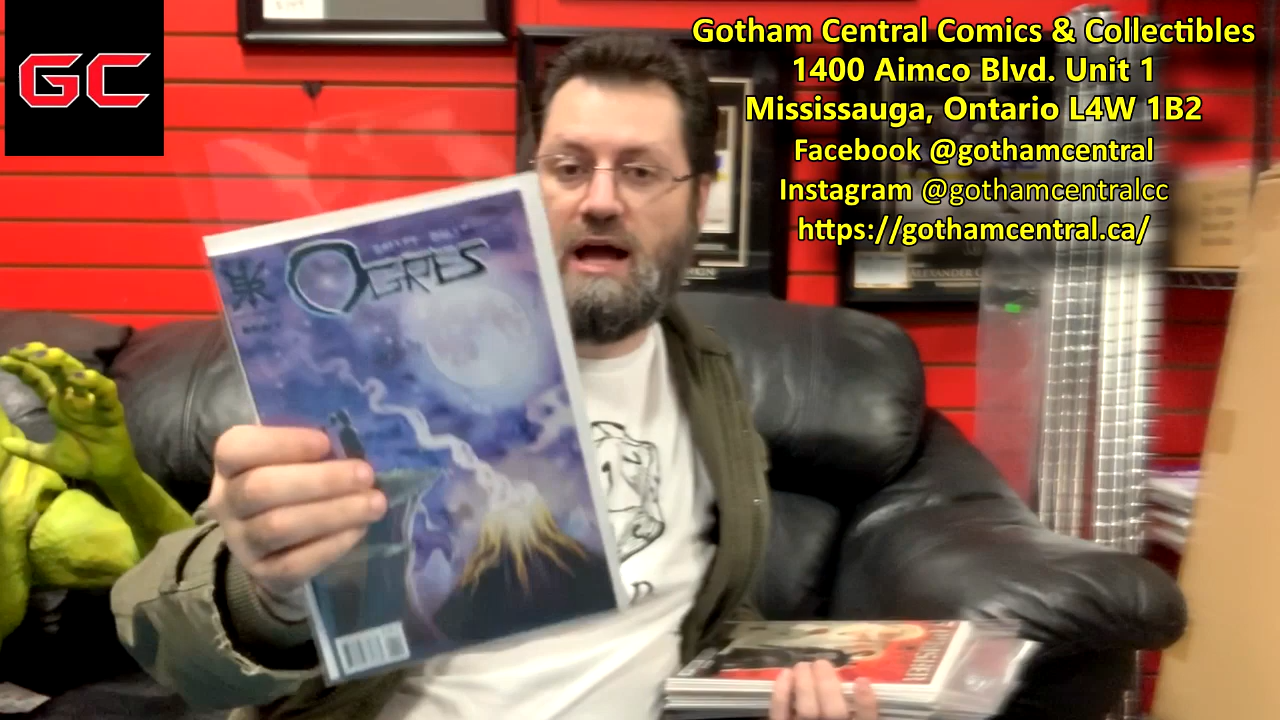 GC
Gotham Central Comics & Collectibles
1400 Aimco Blvd. Unit 1
Mississauga, Ontario L4W 1B2
Facebook @gothamcentral
Instagram @gothamcentralcc
https://gothamcentral.ca/
OGRES
ALEXANDER